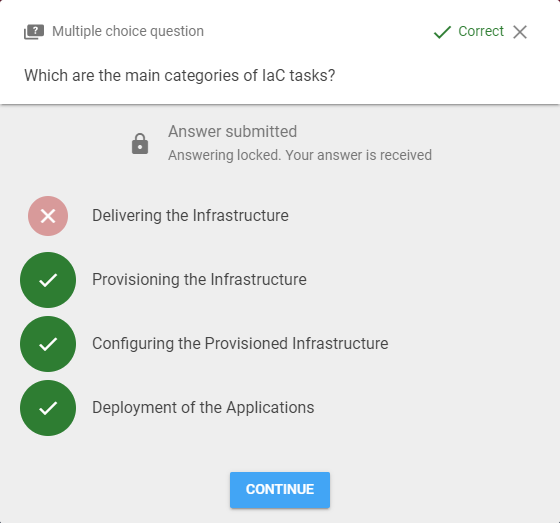 Multiple choice question
Correct
Which are the main categories of IaC tasks?
Answer submitted
Answering locked. Your answer is received
Delivering the Infrastructure
Provisioning the Infrastructure
Configuring the Provisioned Infrastructure
Deployment of the Applications
CONTINUE